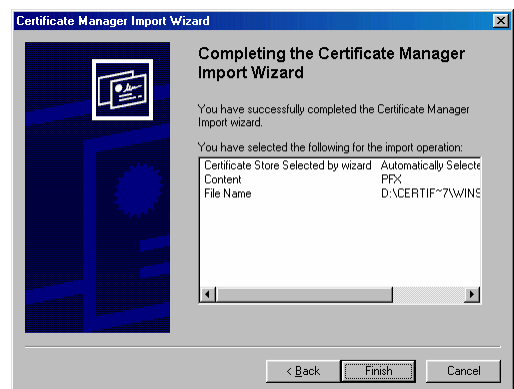 Certificate Manager Import Wizard
Completing the Certificate Manager
Import Wizard
You have successfully completed the Certificate Manager
Import wizard.
You have selected the following for the import operation:
Certificate Store Selected by wizard Automatically Selecte
Content PFX
File Name D:\CERTIF~7\WINS
< Back Finish Cancel